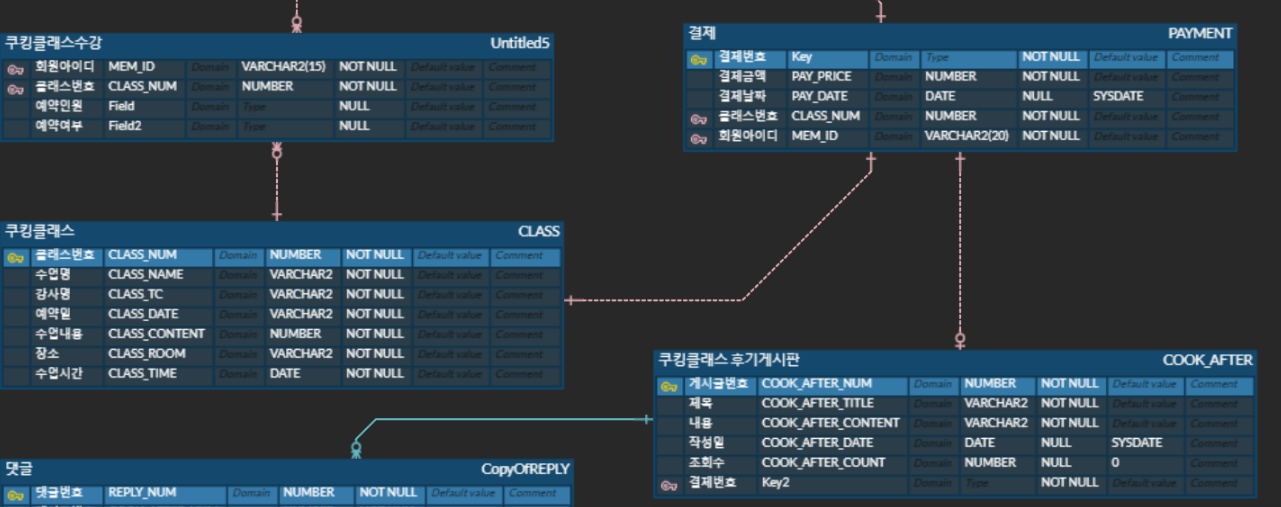 쿠킹클래스수강 Untitled5
회원아이디 MEM_ID Domain VARCHAR2(15) NOT NULL Default value Comment
클래스번호 CLASS_NUM Domain NUMBER NOT NULL Default value Comment
예약인원 Field Domain Type NULL Default value Comment
예약여부 Field2 Domain Type NULL Default value Comment
결제 PAYMENT
결제번호 Key Domain Type NOT NULL Default value Comment
결제금액 PAY_PRICE Domain NUMBER NOT NULL Default value Comment
결제날짜 PAY_DATE Domain DATE NULL SYSDATE Comment
클래스번호 CLASS_NUM Domain NUMBER NOT NULL Default value Comment
회원아이디 MEM_ID Domain VARCHAR2(20) NOT NULL Default value Comment
쿠킹클래스 CLASS
클래스번호 CLASS_NUM Domain NUMBER NOT NULL Default value Comment
수업명 CLASS_NAME Domain VARCHAR2 NOT NULL Default value Comment
강사명 CLASS_TC Domain VARCHAR2 NOT NULL Default value Comment
예약일 CLASS_DATE Domain VARCHAR2 NOT NULL Default value Comment
수업내용 CLASS_CONTENT Domain NUMBER NOT NULL Default value Comment
장소 CLASS_ROOM Domain VARCHAR2 NOT NULL Default value Comment
수업시간 CLASS_TIME Domain DATE NOT NULL Default value Comment
쿠킹클래스 후기게시판 COOK_AFTER
게시글번호 COOK_AFTER_NUM Domain NUMBER NOT NULL Default value Comment
제목 COOK_AFTER_TITLE Domain VARCHAR2 NOT NULL Default value Comment
내용 COOK_AFTER_CONTENT Domain VARCHAR2 NOT NULL Default value Comment
작성일 COOK_AFTER_DATE Domain DATE NULL SYSDATE Comment
조회수 COOK_AFTER_COUNT Domain NUMBER NULL 0 Comment
결제번호 Key2 Domain Type NOT NULL Default value Comment
댓글 CopyOfREPLY
댓글번호 REPLY_NUM Domain NUMBER NOT NULL Default value Comment